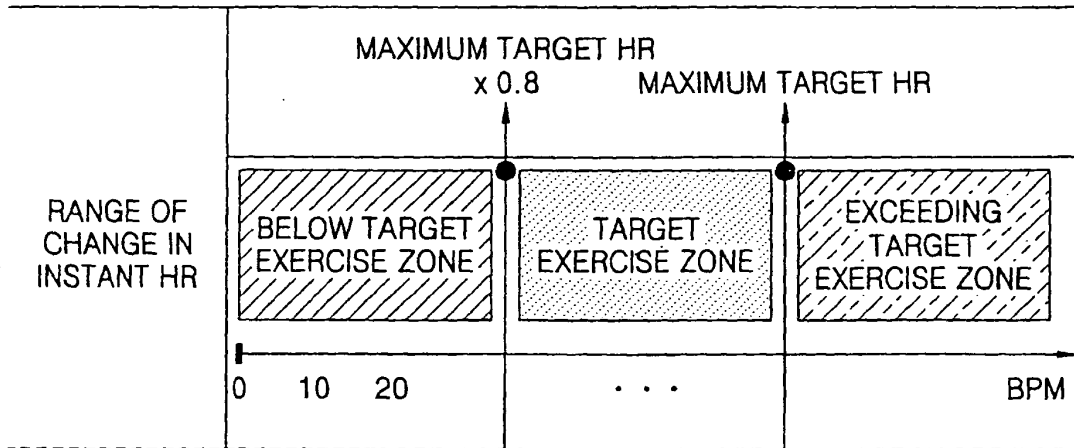 MAXIMUM TARGET HR
x 0.8
MAXIMUM TARGET HR
RANGE OF
CHANGE IN
INSTANT HR
BELOW TARGET
EXERCISE ZONE
TARGET
EXERCISE ZONE
EXCEEDING
TARGET
EXERCISE ZONE
0 10 20 . . . BPM